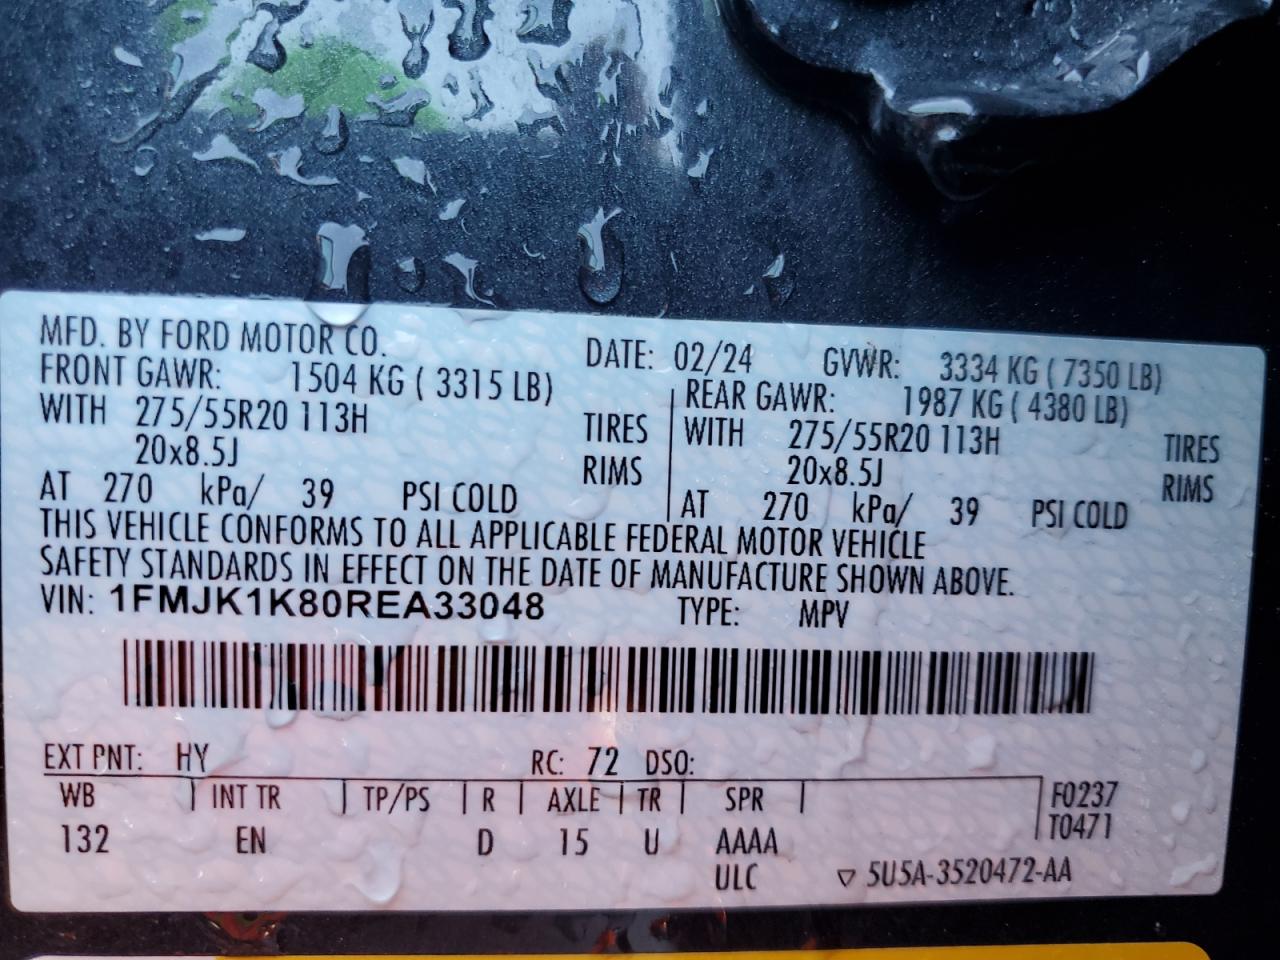 MFD. BY FORD MOTOR CO. DATE: 02/24 GVWR: 3334 KG ( 7350 LB)
FRONT GAWR: 1504 KG ( 3315 LB) REAR GAWR: 1987 KG ( 4380 LB)
WITH 275/55R20 113H TIRES WITH 275/55R20 113H TIRES
20x8.5J RIMS 20x8.5J RIMS
AT 270 kPa/ 39 PSI COLD AT 270 kPa/ 39 PSI COLD
THIS VEHICLE CONFORMS TO ALL APPLICABLE FEDERAL MOTOR VEHICLE
SAFETY STANDARDS IN EFFECT ON THE DATE OF MANUFACTURE SHOWN ABOVE.
VIN: 1FMJK1K80REA33048 TYPE: MPV
EXT PNT: HY RC: 72 DSO:
WB INT TR TP/PS R AXLE TR SPR F0237
132 EN D 15 U AAAA T0471
ULC ▽ 5U5A-3520472-AA